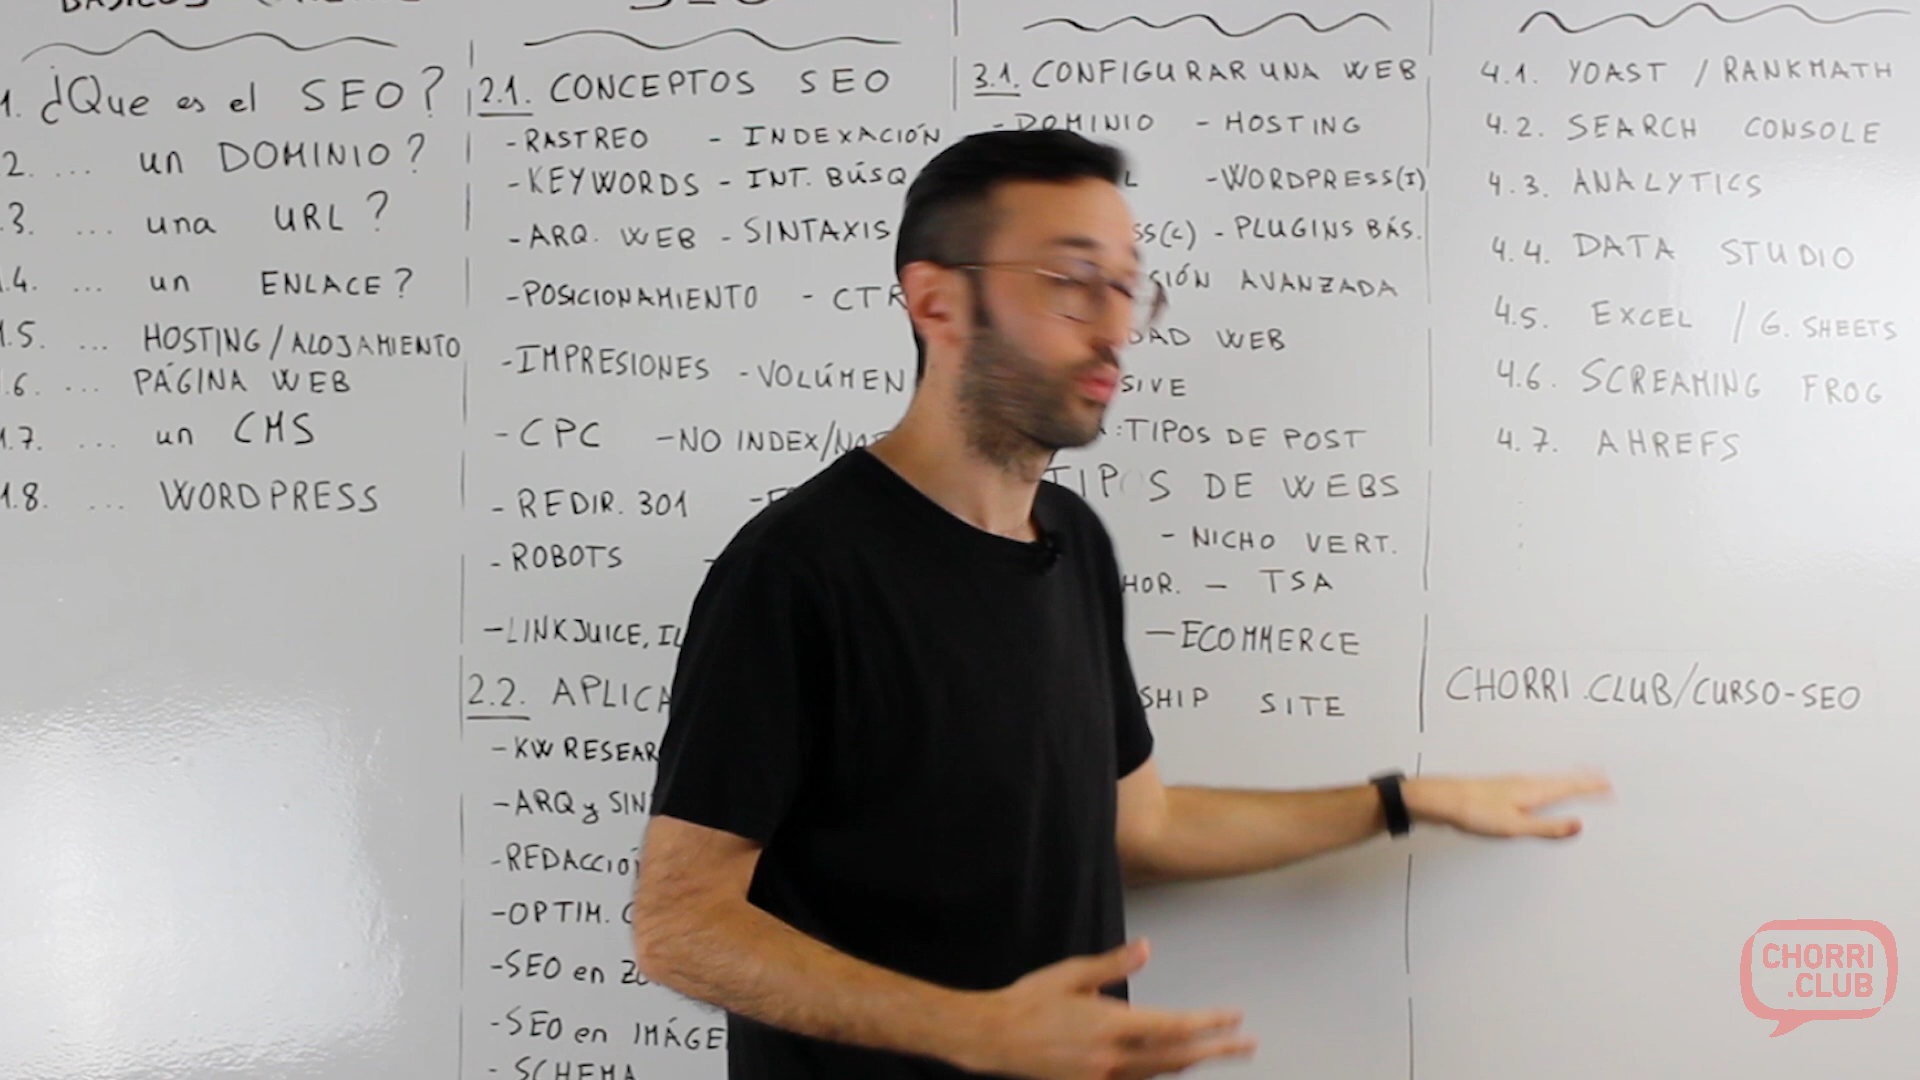 BÁSICOS
SEO
1. ¿Que es el SEO?
2. ... un DOMINIO?
.3. ... una URL?
.4. ... un ENLACE?
1.5. ... HOSTING/ALOJAMIENTO
.6. ... PÁGINA WEB
1.7. ... un CMS
1.8. ... WORDPRESS
2.1. CONCEPTOS SEO
-RASTREO - INDEXACIÓN
-KEYWORDS - INT. BÚSQ
-ARQ. WEB - SINTAXIS
-POSICIONAMIENTO - CTR
-IMPRESIONES -VOLÚMEN
-CPC -NO INDEX/
-REDIR. 301
-ROBOTS
-LINKJUICE,
2.2. APLICA
-KW RESEAR
-ARQ y SIN
-REDACCIÓ
-OPTIM.
-SEO en
-SEO en IMÁGE
-SCHEMA
3.1. CONFIGURAR UNA WEB
-DOMINIO -HOSTING
L -WORDPRESS(I)
SS(C) -PLUGINS BÁS.
SIÓN AVANZADA
DAD WEB
SIVE
:TIPOS DE POST
TIPOS DE WEBS
- NICHO VERT.
HOR. - TSA
-ECOMMERCE
SHIP SITE
4.1. YOAST / RANKMATH
4.2. SEARCH CONSOLE
4.3. ANALYTICS
4.4. DATA STUDIO
4.5. EXCEL / G. SHEETS
4.6. SCREAMING FROG
4.7. AHREFS
CHORRI.CLUB/CURSO-SEO
CHORRI
.CLUB